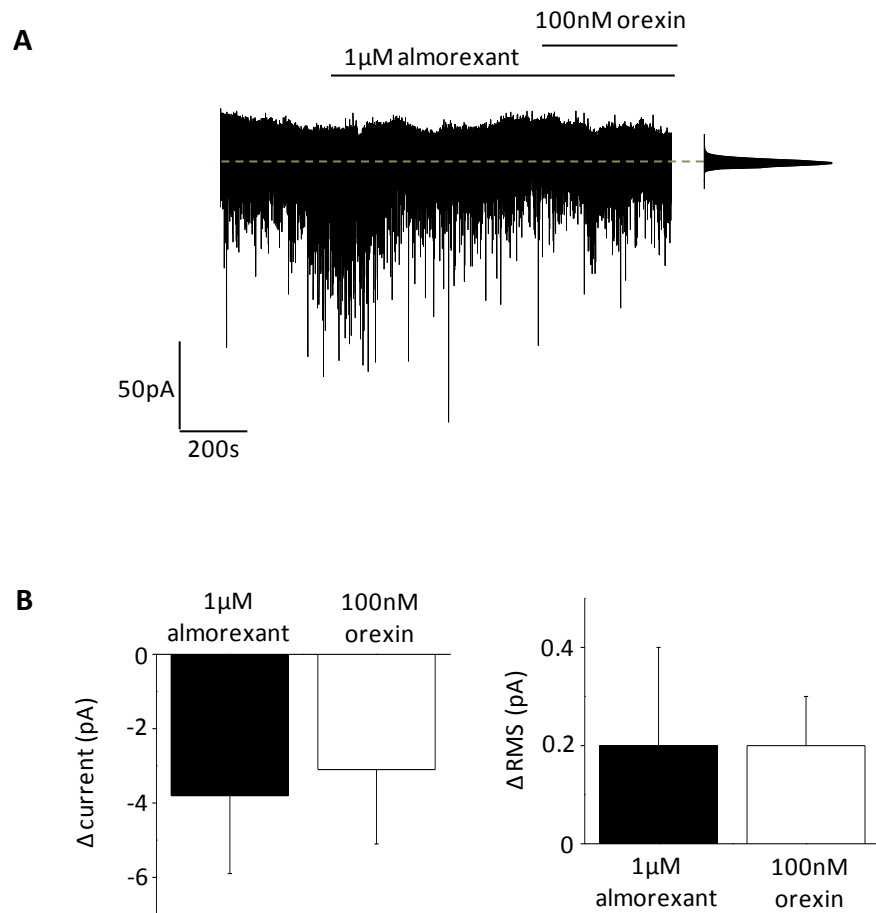 A
100nM orexin
1μM almorexant
50pA
200s
B
1μM
almorexant
100nM
orexin
0
-2
-4
-6
Δ current (pA)
0.4
0.2
0
Δ RMS (pA)
1μM
almorexant
100nM
orexin